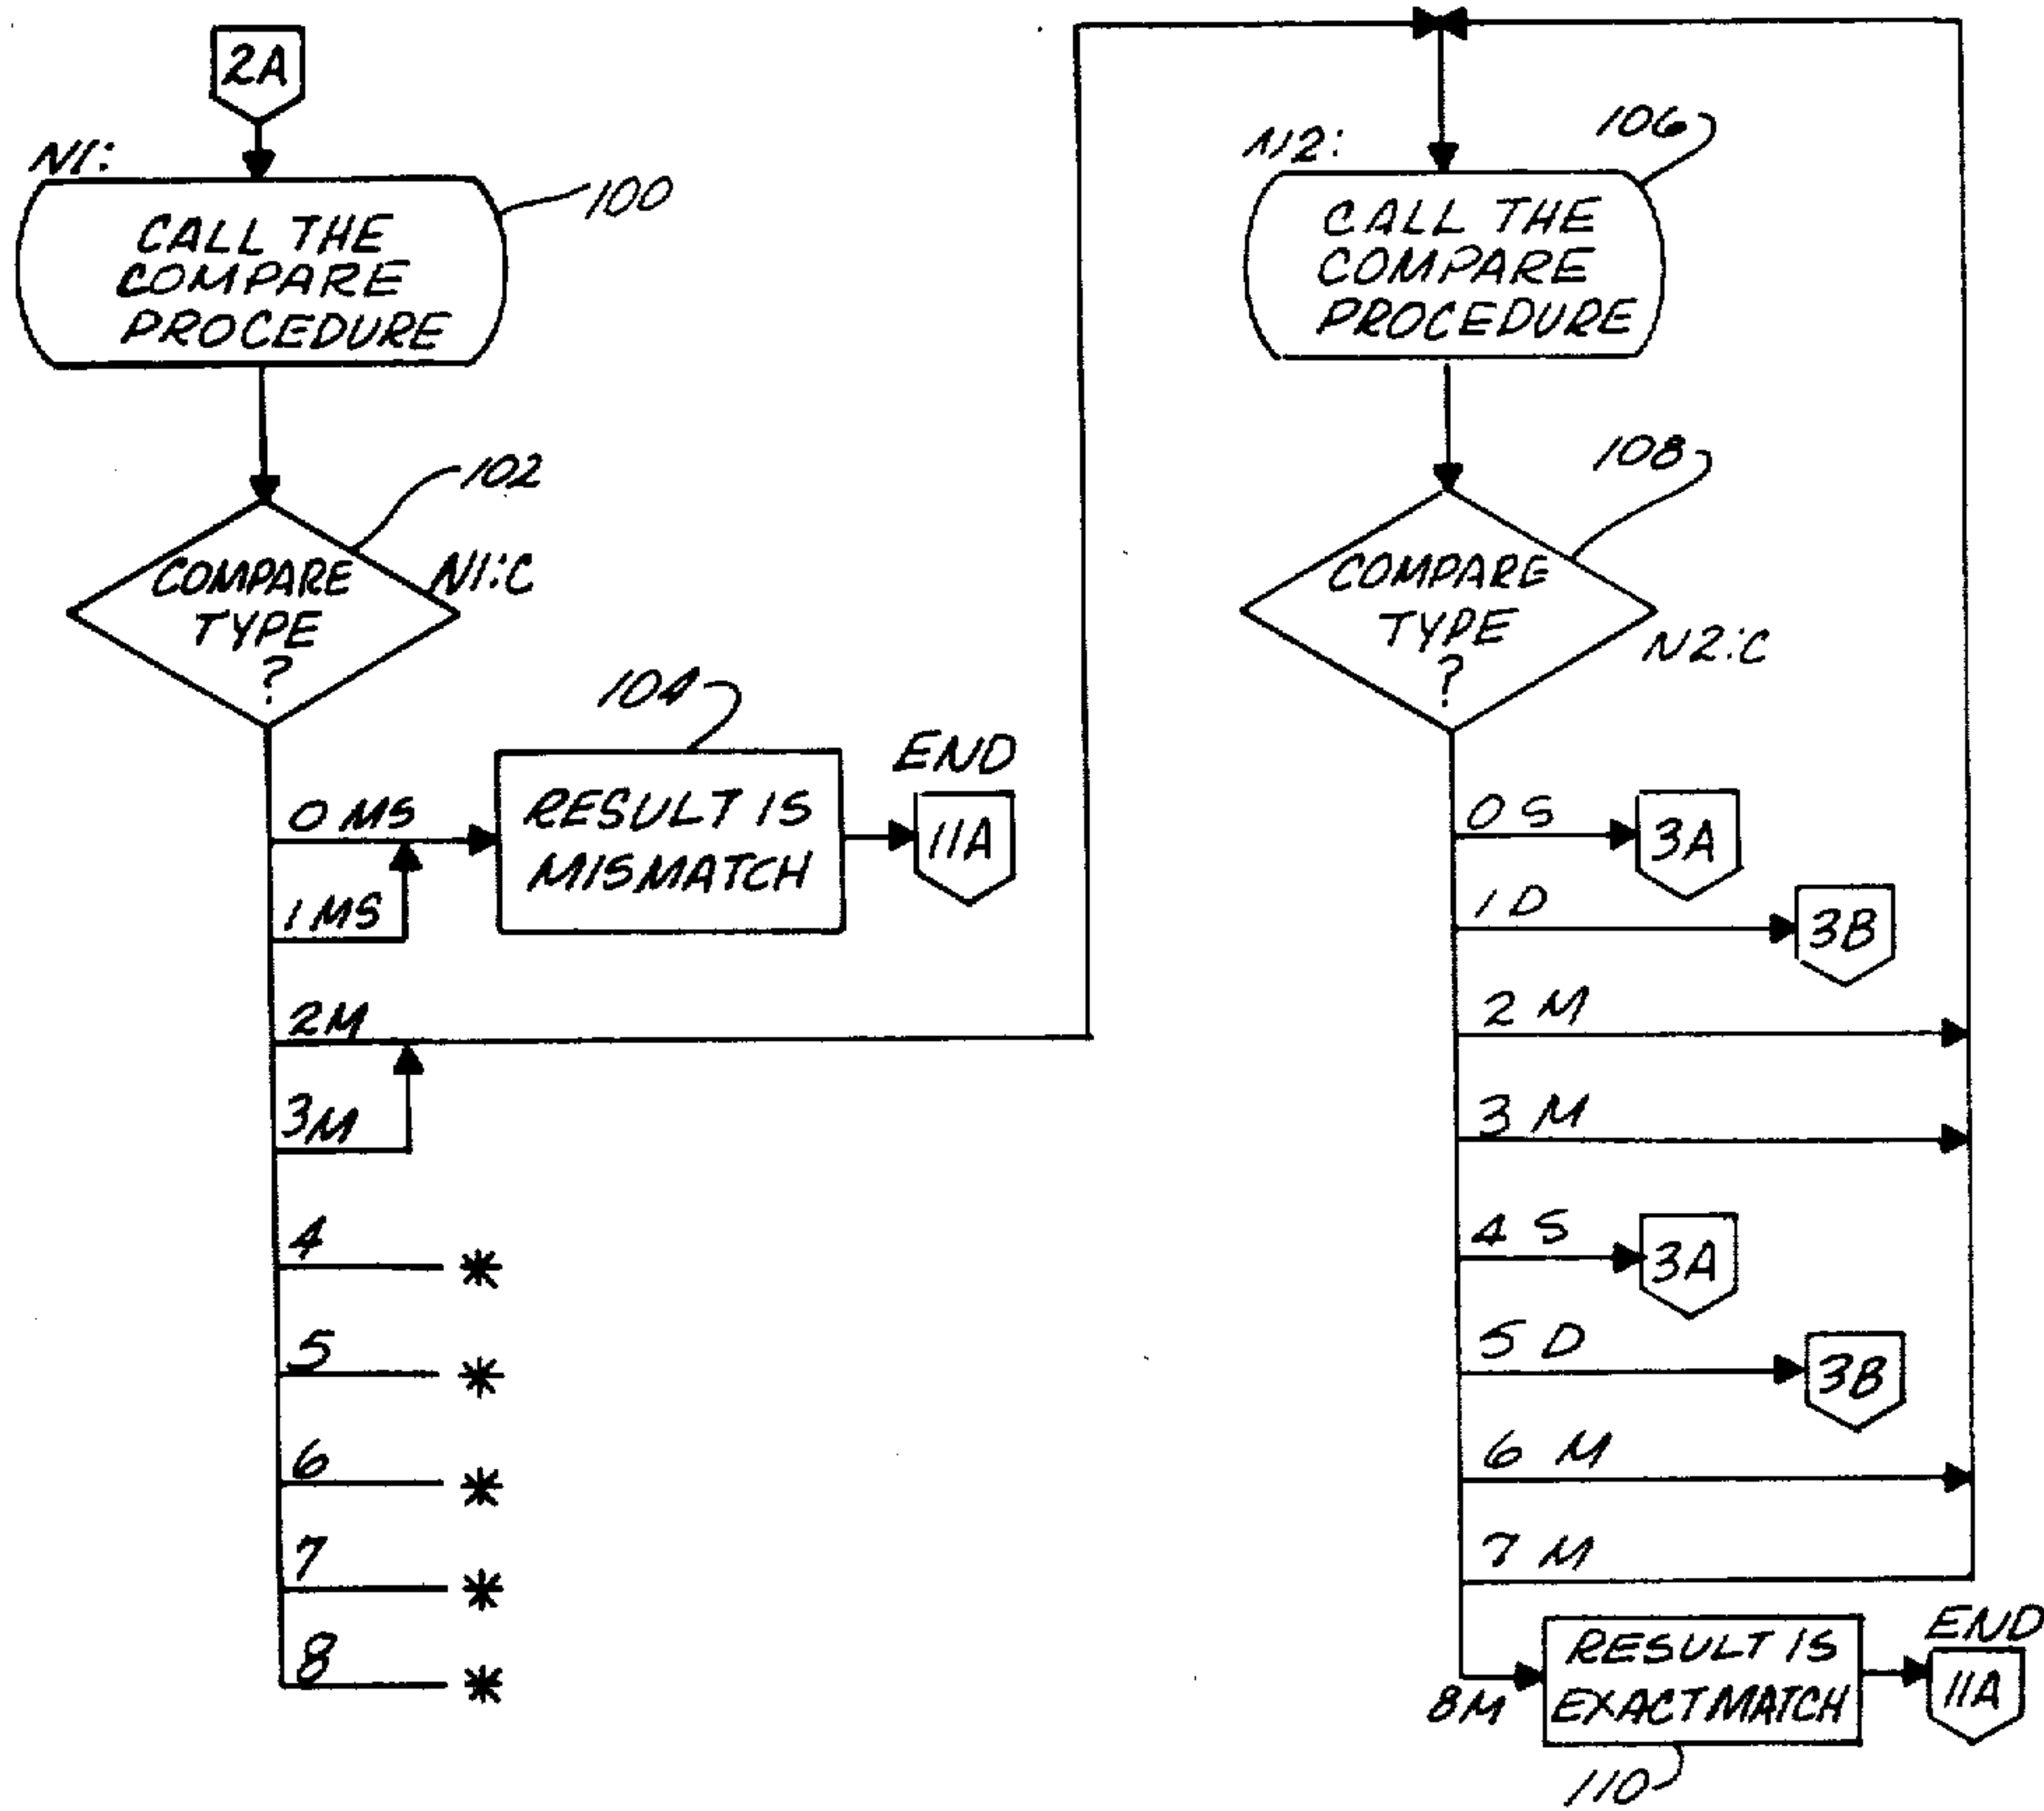 2A
N1:
100
CALL THE
COMPARE
PROCEDURE
102
COMPARE
TYPE
?
N1:C
104
0 MS
RESULT IS
MISMATCH
END
11A
1 MS
2M
3M
4 *
5 *
6 *
7 *
8 *
N2:
106
CALL THE
COMPARE
PROCEDURE
108
COMPARE
TYPE
?
N2:C
0 S
3A
1 D
3B
2 M
3 M
4 S
3A
5 D
3B
6 M
7 M
8M
RESULT IS
EXACT MATCH
END
11A
110